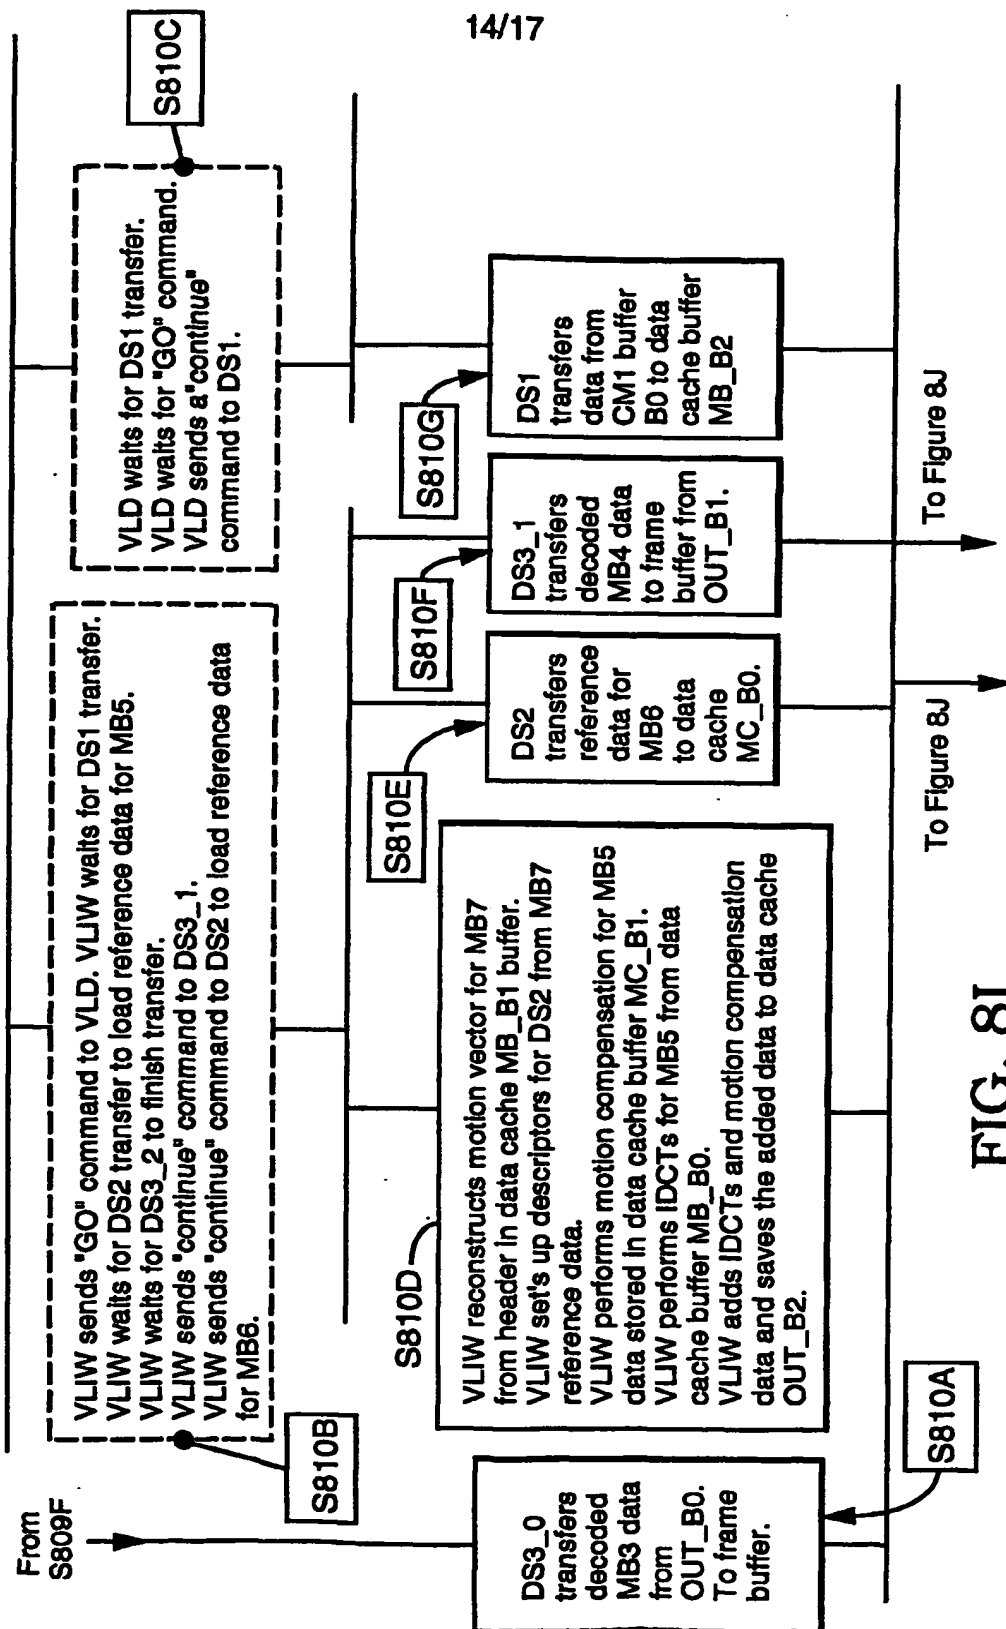 14/17
From
S809F
VLIW sends "GO" command to VLD. VLIW waits for DS1 transfer.
VLIW waits for DS2 transfer to load reference data for MB5.
VLIW waits for DS3_2 to finish transfer.
VLIW sends "continue" command to DS3_1.
VLIW sends "continue" command to DS2 to load reference data
for MB6.
S810B
VLD waits for DS1 transfer.
VLD waits for "GO" command.
VLD sends a"continue"
command to DS1.
S810C
DS3_0
transfers
decoded
MB3 data
from
OUT_B0.
To frame
buffer.
S810A
S810D
VLIW reconstructs motion vector for MB7
from header in data cache MB_B1 buffer.
VLIW set's up descriptors for DS2 from MB7
reference data.
VLIW performs motion compensation for MB5
data stored in data cache buffer MC_B1.
VLIW performs IDCTs for MB5 from data
cache buffer MB_B0.
VLIW adds IDCTs and motion compensation
data and saves the added data to data cache
OUT_B2.
S810E
DS2
transfers
reference
data for
MB6
to data
cache
MC_B0.
S810F
DS3_1
transfers
decoded
MB4 data
to frame
buffer from
OUT_B1.
S810G
DS1
transfers
data from
CM1 buffer
B0 to data
cache buffer
MB_B2
To Figure 8J
To Figure 8J
FIG. 8I